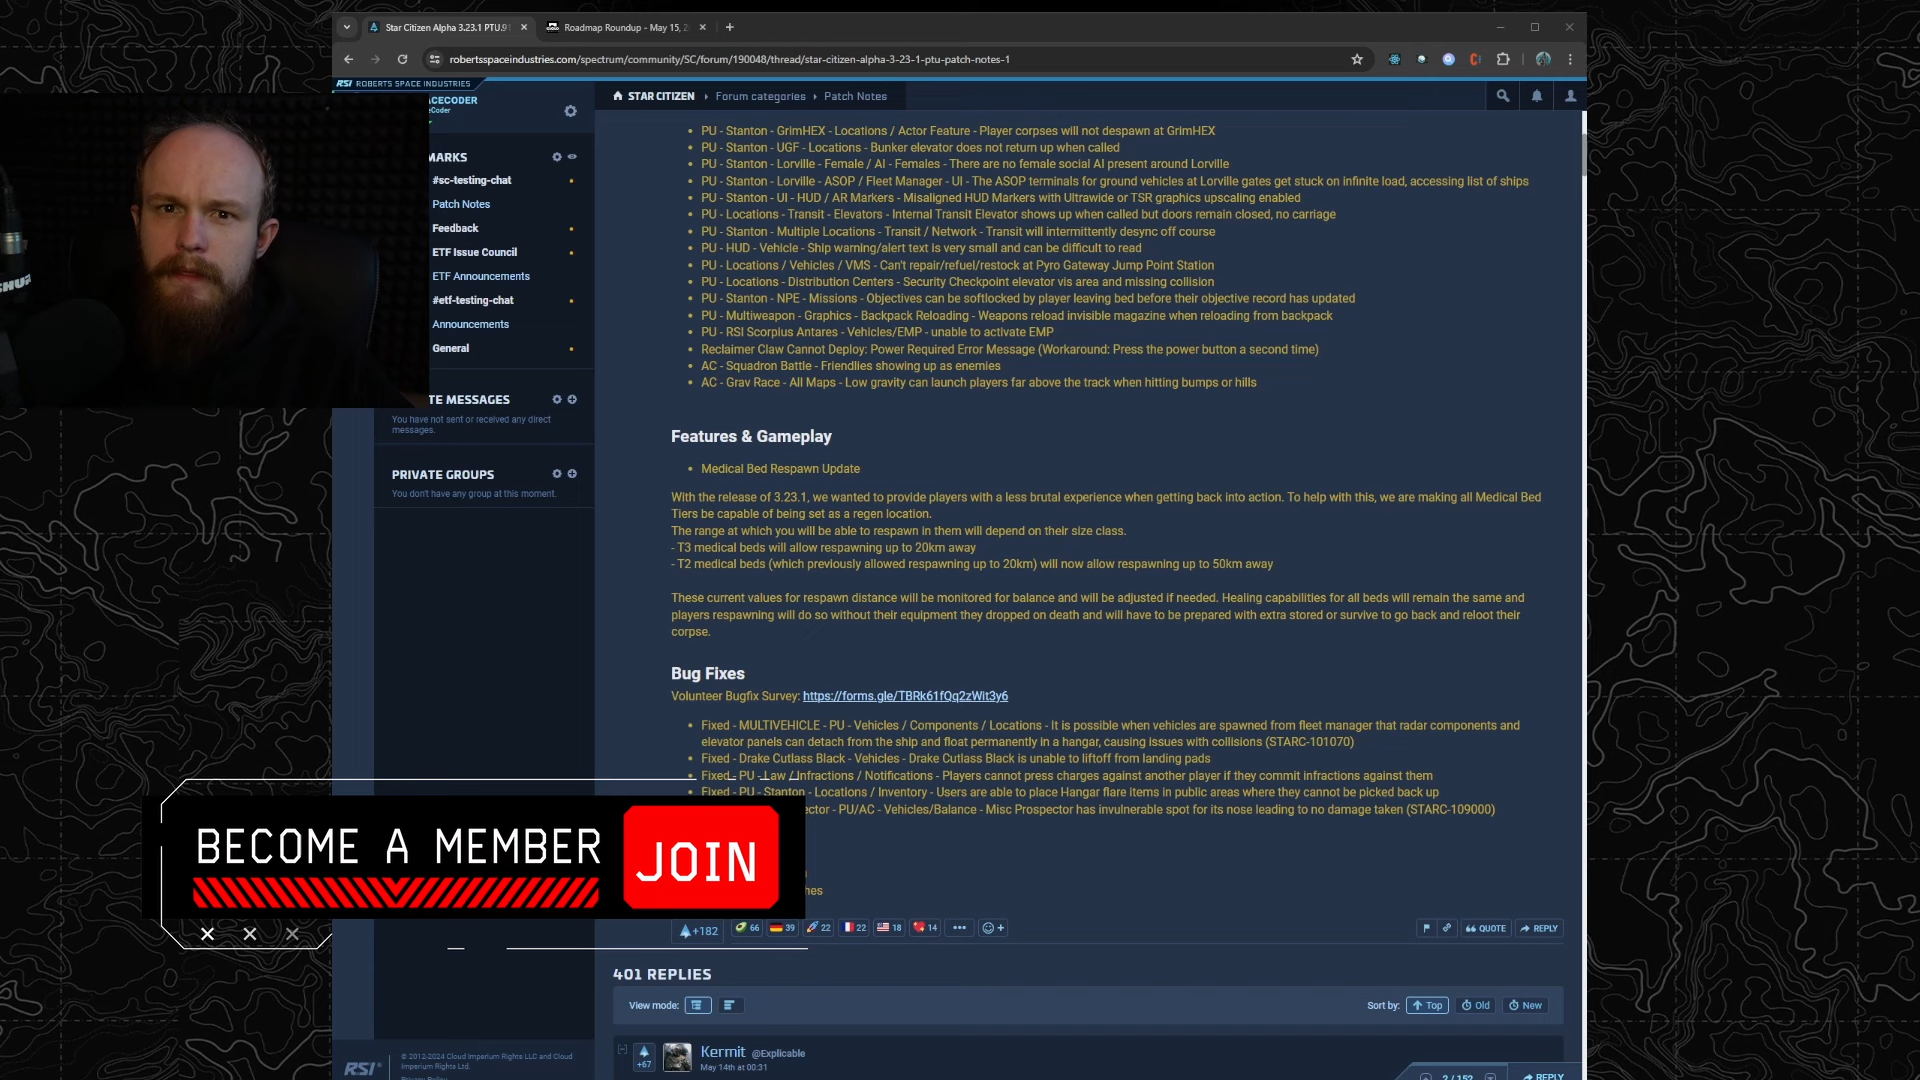 Star Citizen Alpha 3.23.1 PTU.91
Roadmap Roundup - May 15, 2
robertsspaceindustries.com/spectrum/community/SC/forum/190048/thread/star-citizen-alpha-3-23-1-ptu-patch-notes-1
RSI ROBERTS SPACE INDUSTRIES
ACECODER
eCoder
STAR CITIZEN
Forum categories
Patch Notes
MARKS
#sc-testing-chat
Patch Notes
Feedback
ETF Issue Council
ETF Announcements
#etf-testing-chat
Announcements
General
TE MESSAGES
You have not sent or received any direct
messages.
PRIVATE GROUPS
You don't have any group at this moment.
SHU
• PU - Stanton - GrimHEX - Locations / Actor Feature - Player corpses will not despawn at GrimHEX
• PU - Stanton - UGF - Locations - Bunker elevator does not return up when called
• PU - Stanton - Lorville - Female / AI - Females - There are no female social AI present around Lorville
• PU - Stanton - Lorville - ASOP / Fleet Manager - UI - The ASOP terminals for ground vehicles at Lorville gates get stuck on infinite load, accessing list of ships
• PU - Stanton - UI - HUD / AR Markers - Misaligned HUD Markers with Ultrawide or TSR graphics upscaling enabled
• PU - Locations - Transit - Elevators - Internal Transit Elevator shows up when called but doors remain closed, no carriage
• PU - Stanton - Multiple Locations - Transit / Network - Transit will intermittently desync off course
• PU - HUD - Vehicle - Ship warning/alert text is very small and can be difficult to read
• PU - Locations / Vehicles / VMS - Can't repair/refuel/restock at Pyro Gateway Jump Point Station
• PU - Locations - Distribution Centers - Security Checkpoint elevator vis area and missing collision
• PU - Stanton - NPE - Missions - Objectives can be softlocked by player leaving bed before their objective record has updated
• PU - Multiweapon - Graphics - Backpack Reloading - Weapons reload invisible magazine when reloading from backpack
• PU - RSI Scorpius Antares - Vehicles/EMP - unable to activate EMP
• Reclaimer Claw Cannot Deploy: Power Required Error Message (Workaround: Press the power button a second time)
• AC - Squadron Battle - Friendlies showing up as enemies
• AC - Grav Race - All Maps - Low gravity can launch players far above the track when hitting bumps or hills
Features & Gameplay
• Medical Bed Respawn Update
With the release of 3.23.1, we wanted to provide players with a less brutal experience when getting back into action. To help with this, we are making all Medical Bed
Tiers be capable of being set as a regen location.
The range at which you will be able to respawn in them will depend on their size class.
- T3 medical beds will allow respawning up to 20km away
- T2 medical beds (which previously allowed respawning up to 20km) will now allow respawning up to 50km away
These current values for respawn distance will be monitored for balance and will be adjusted if needed. Healing capabilities for all beds will remain the same and
players respawning will do so without their equipment they dropped on death and will have to be prepared with extra stored or survive to go back and reloot their
corpse.
Bug Fixes
Volunteer Bugfix Survey: https://forms.gle/TBRk61fQq2zWit3y6
• Fixed - MULTIVEHICLE - PU - Vehicles / Components / Locations - It is possible when vehicles are spawned from fleet manager that radar components and
elevator panels can detach from the ship and float permanently in a hangar, causing issues with collisions (STARC-101070)
• Fixed - Drake Cutlass Black - Vehicles - Drake Cutlass Black is unable to liftoff from landing pads
• Fixed - PU - Law / Infractions / Notifications - Players cannot press charges against another player if they commit infractions against them
• Fixed - PU - Stanton - Locations / Inventory - Users are able to place Hangar flare items in public areas where they cannot be picked back up
ector - PU/AC - Vehicles/Balance - Misc Prospector has invulnerable spot for its nose leading to no damage taken (STARC-109000)
hes
BECOME A MEMBER
JOIN
+182
66
39
22
22
18
14
QUOTE
REPLY
401 REPLIES
View mode:
Sort by:
Top
Old
New
+67
Kermit @Explicable
May 14th at 00:31
2 / 152
REPLY
RSI
© 2012-2024 Cloud Imperium Rights LLC and Cloud
Imperium Rights Ltd.